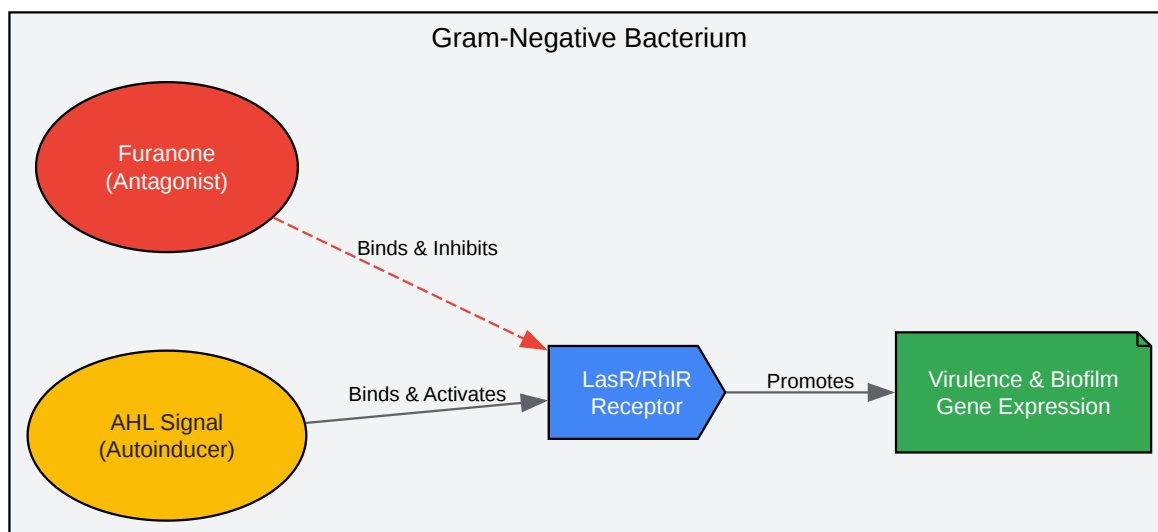 Gram-Negative Bacterium
Furanone
(Antagonist)
Binds & Inhibits
AHL Signal
(Autoinducer)
Binds & Activates
LasR/RhlR
Receptor
Promotes
Virulence & Biofilm
Gene Expression